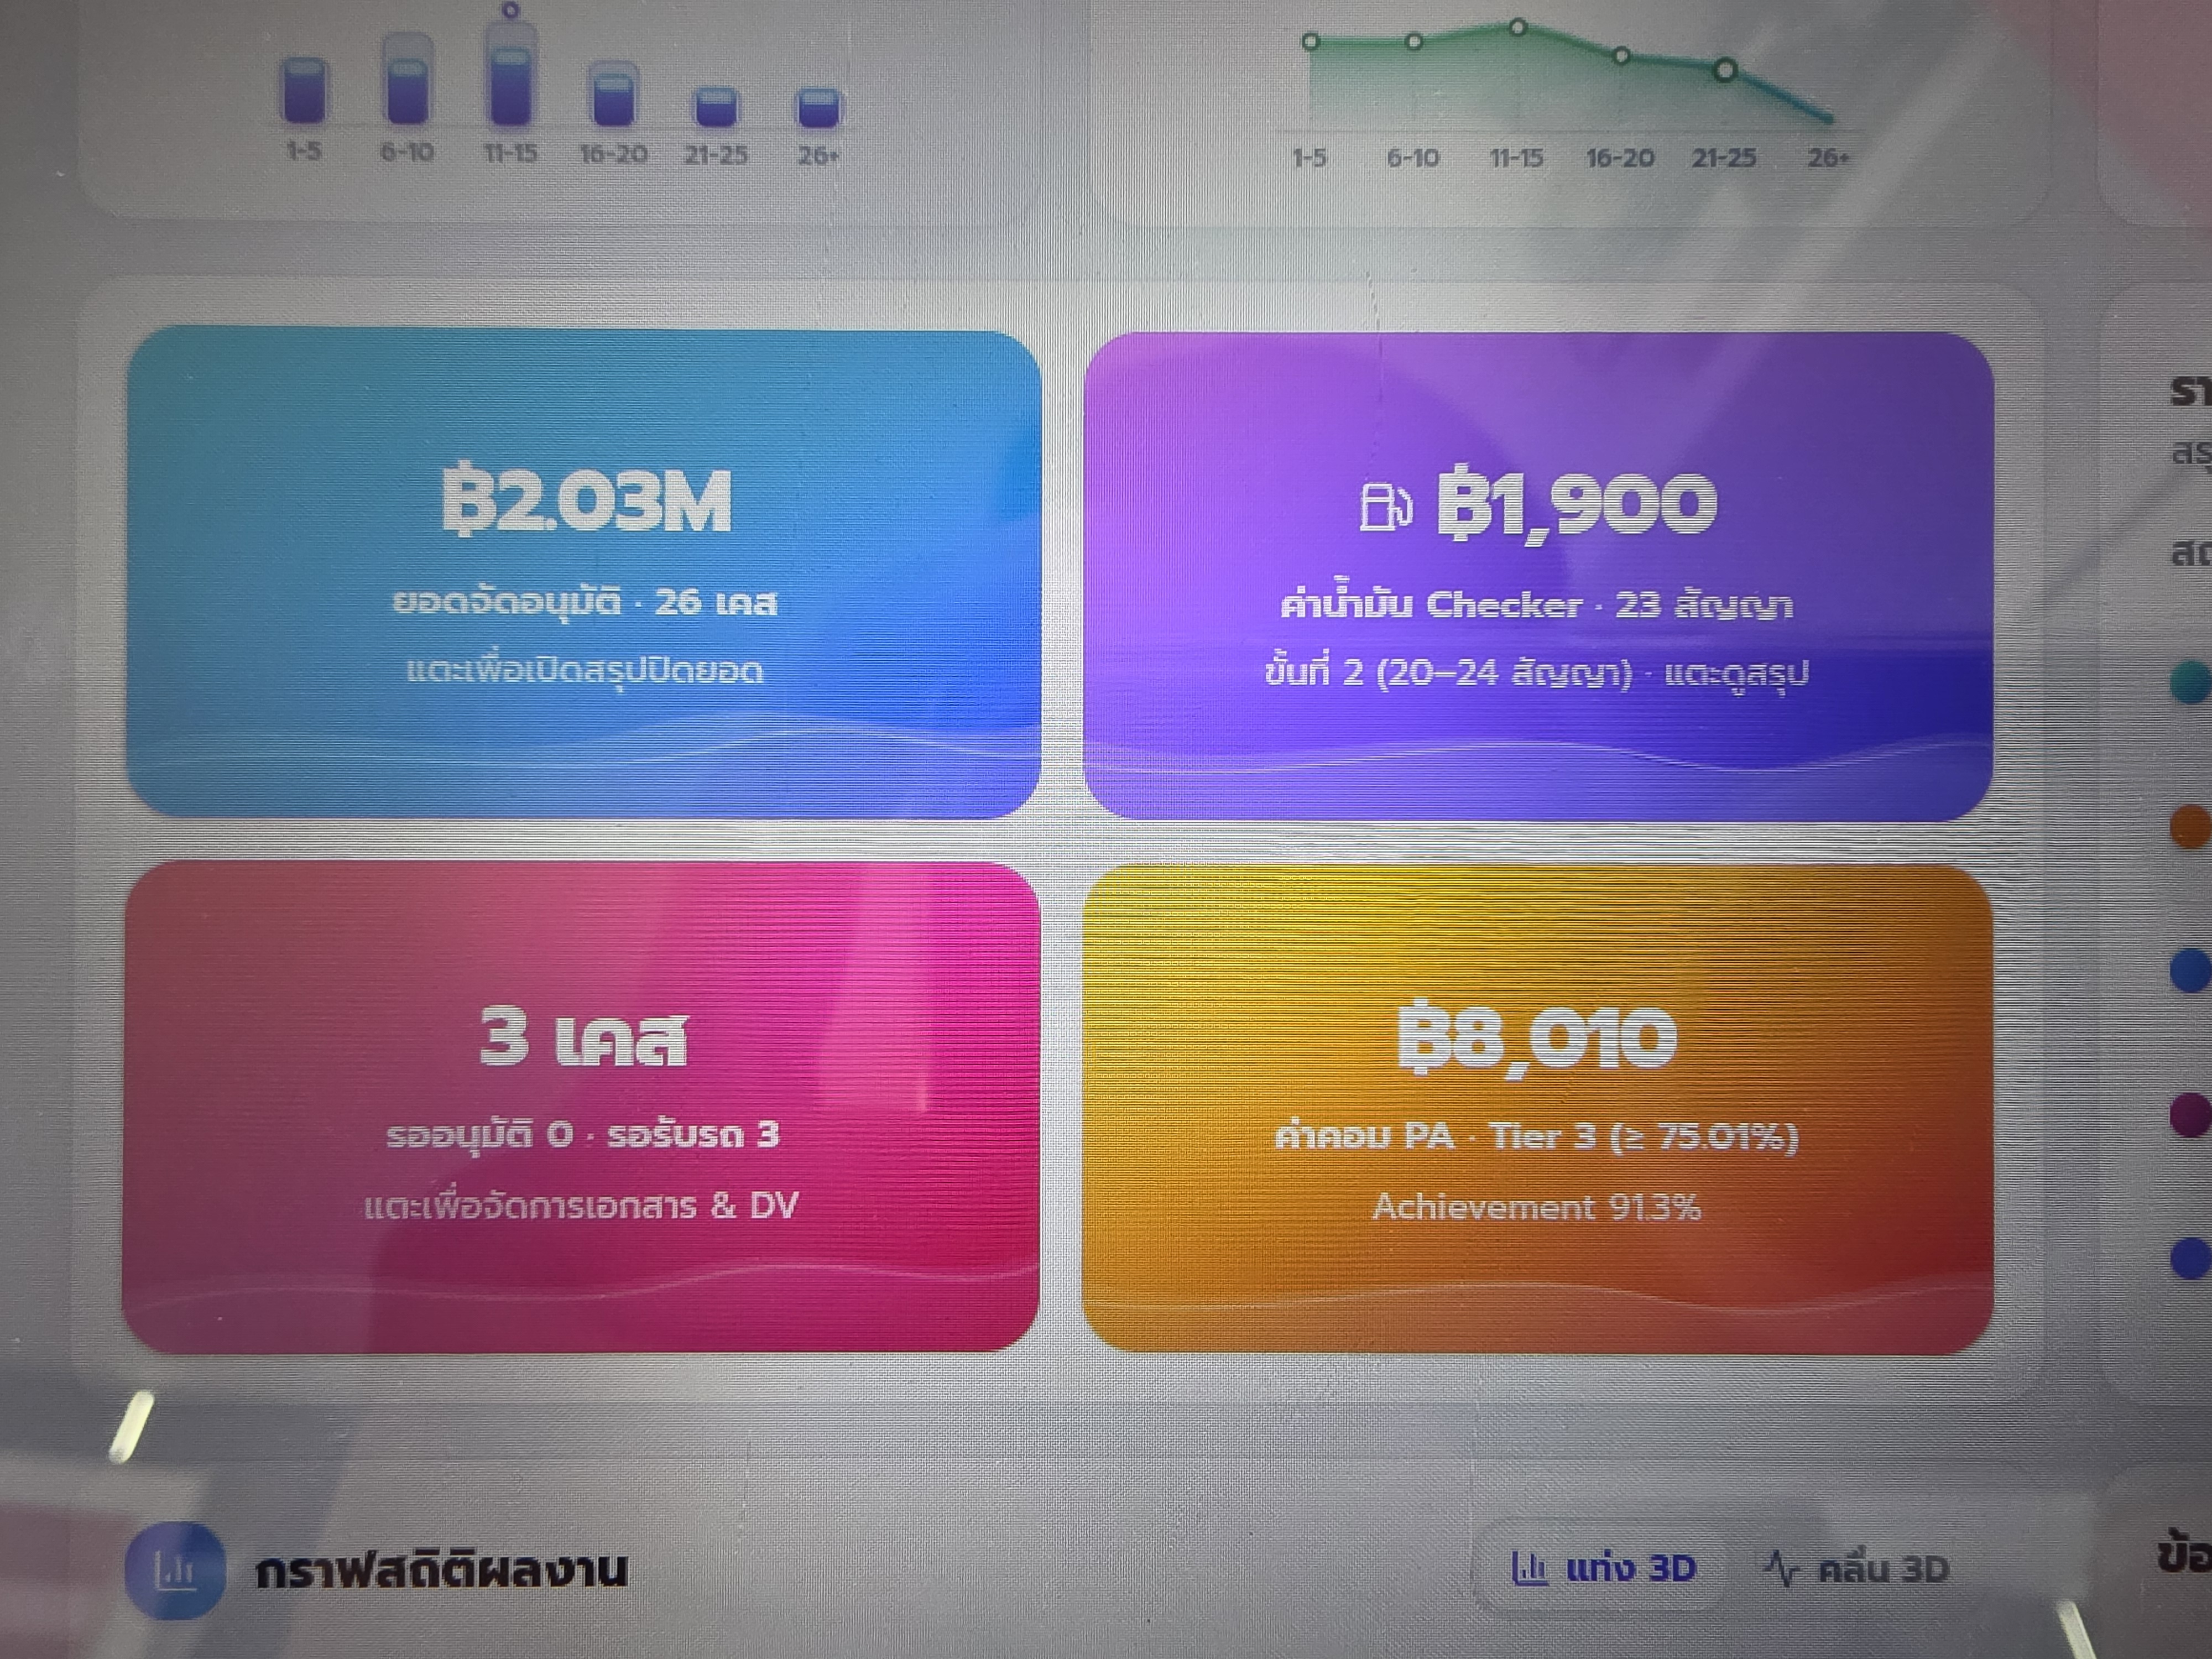 1-5 6-10 11-15 16-20 21-25 26+
1-5 6-10 11-15 16-20 21-25 26+
฿2.03M
ยอดจัดอนุมัติ · 26 เคส
แตะเพื่อเปิดสรุปปิดยอด
฿1,900
ค่าน้ำมัน Checker · 23 สัญญา
ขั้นที่ 2 (20–24 สัญญา) · แตะดูสรุป
3 เคส
รออนุมัติ 0 · รอรับรถ 3
แตะเพื่อจัดการเอกสาร & DV
฿8,010
ค่าคอม PA · Tier 3 (≥ 75.01%)
Achievement 91.3%
กราฟสถิติผลงาน
แท่ง 3D
คลื่น 3D